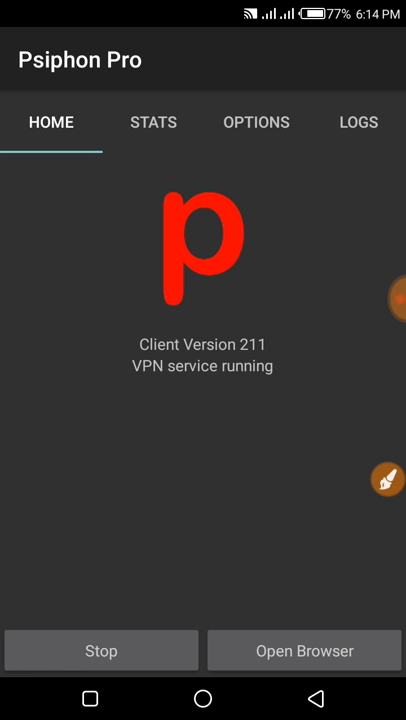 77% 6:14 PM
Psiphon Pro
HOME STATS OPTIONS LOGS
p
Client Version 211
VPN service running
Stop Open Browser